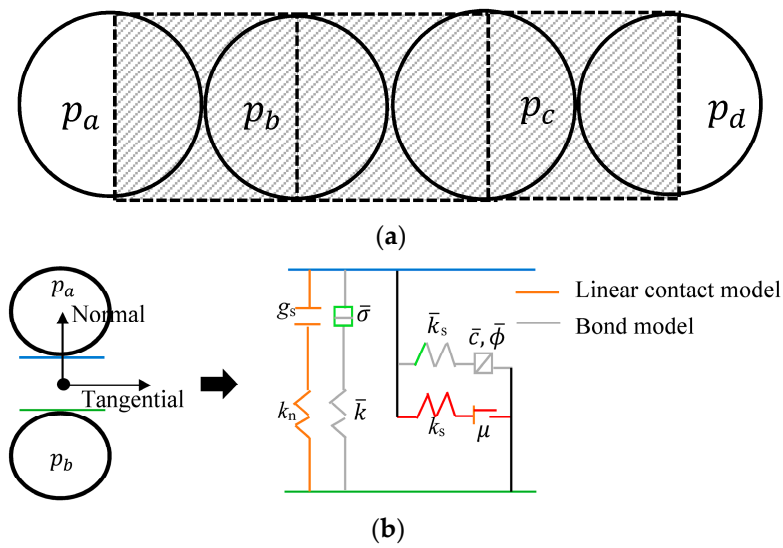 p_a p_b p_c p_d
(a)
p_a
Normal
Tangential
p_b
g_s σ̄
k̄_s c̄, ϕ̄
k_n k̄ k_s μ
Linear contact model
Bond model
(b)